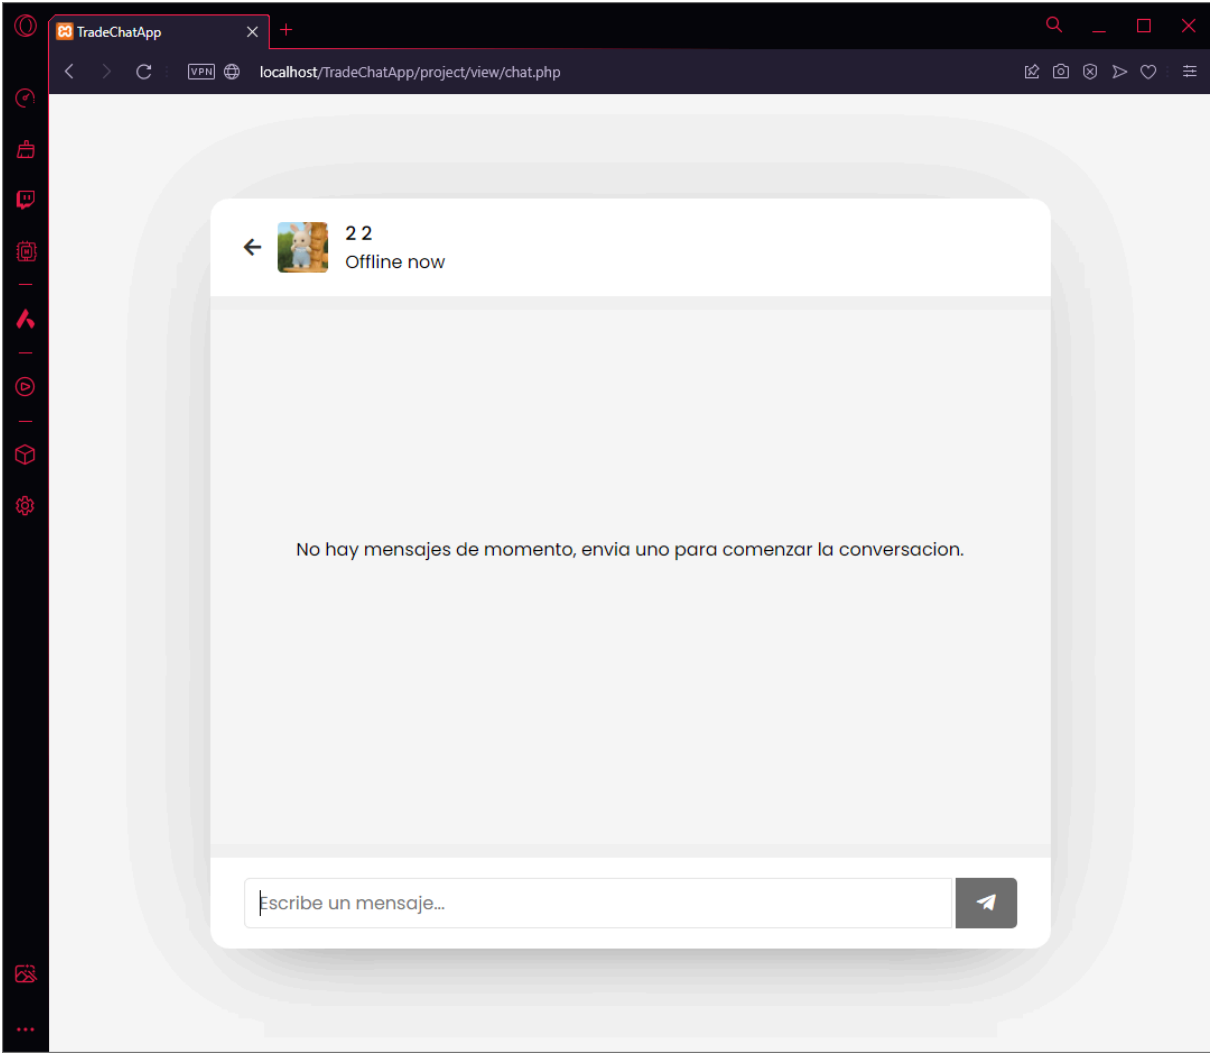 TradeChatApp
VPN
localhost/TradeChatApp/project/view/chat.php
2 2
Offline now
No hay mensajes de momento, envia uno para comenzar la conversacion.
Escribe un mensaje...